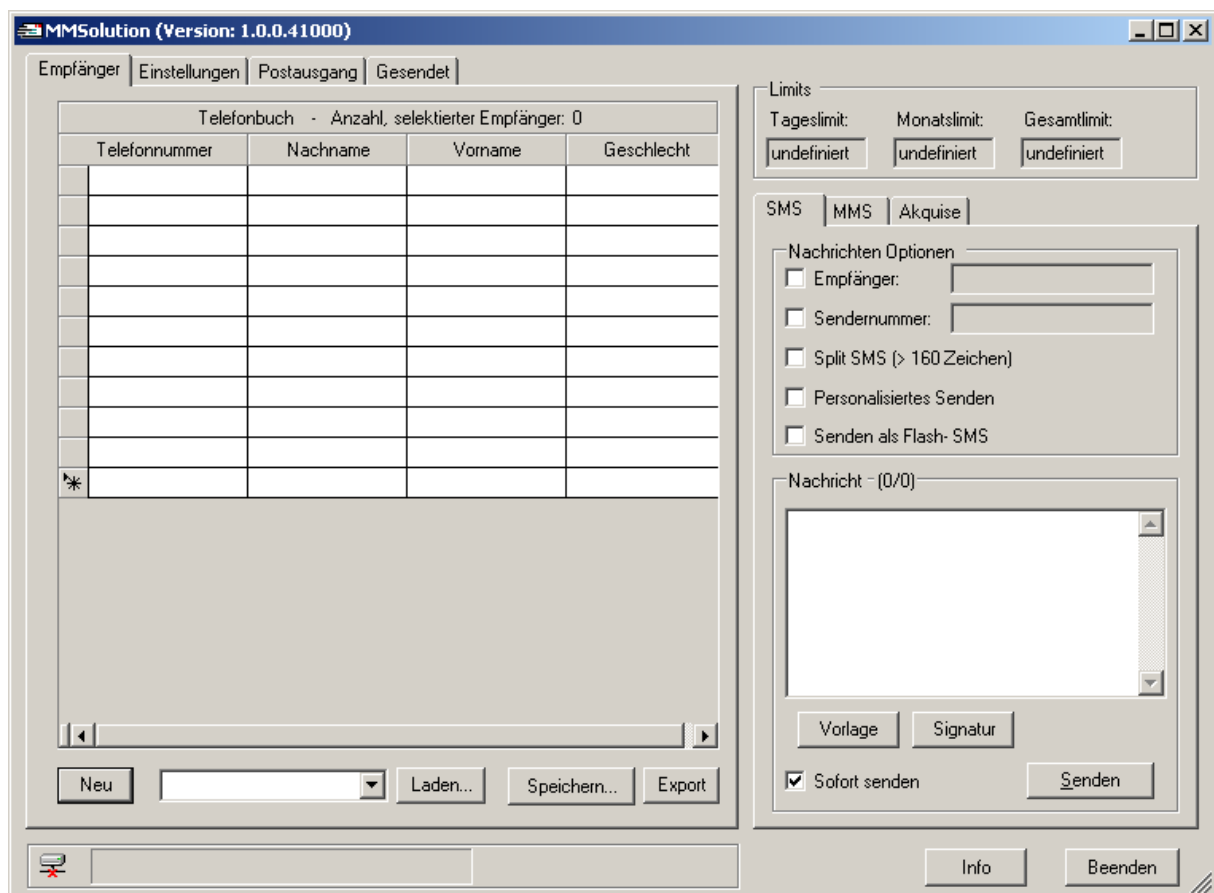 MMSolution (Version: 1.0.0.41000)
Empfänger Einstellungen Postausgang Gesendet
Telefonbuch - Anzahl, selektierter Empfänger: 0
Telefonnummer Nachname Vorname Geschlecht
Neu Laden... Speichern... Export
Limits
Tageslimit: Monatslimit: Gesamtlimit:
undefiniert undefiniert undefiniert
SMS MMS Akquise
Nachrichten Optionen
Empfänger:
Sendernummer:
Split SMS (> 160 Zeichen)
Personalisiertes Senden
Senden als Flash- SMS
Nachricht - (0/0)
Vorlage Signatur
Sofort senden Senden
Info Beenden